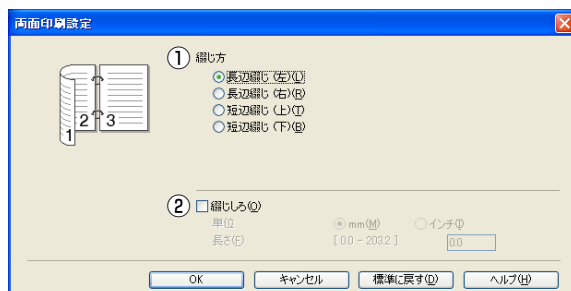 両面印刷設定
① 綴じ方
長辺綴じ（左）(L)
長辺綴じ（右）(R)
短辺綴じ（上）(T)
短辺綴じ（下）(B)
1 2 3
② 綴じしろ(O)
単位 mm(M) インチ(I)
長さ(F) [ 0.0 - 203.2 ] 0.0
OK キャンセル 標準に戻す(D) ヘルプ(H)